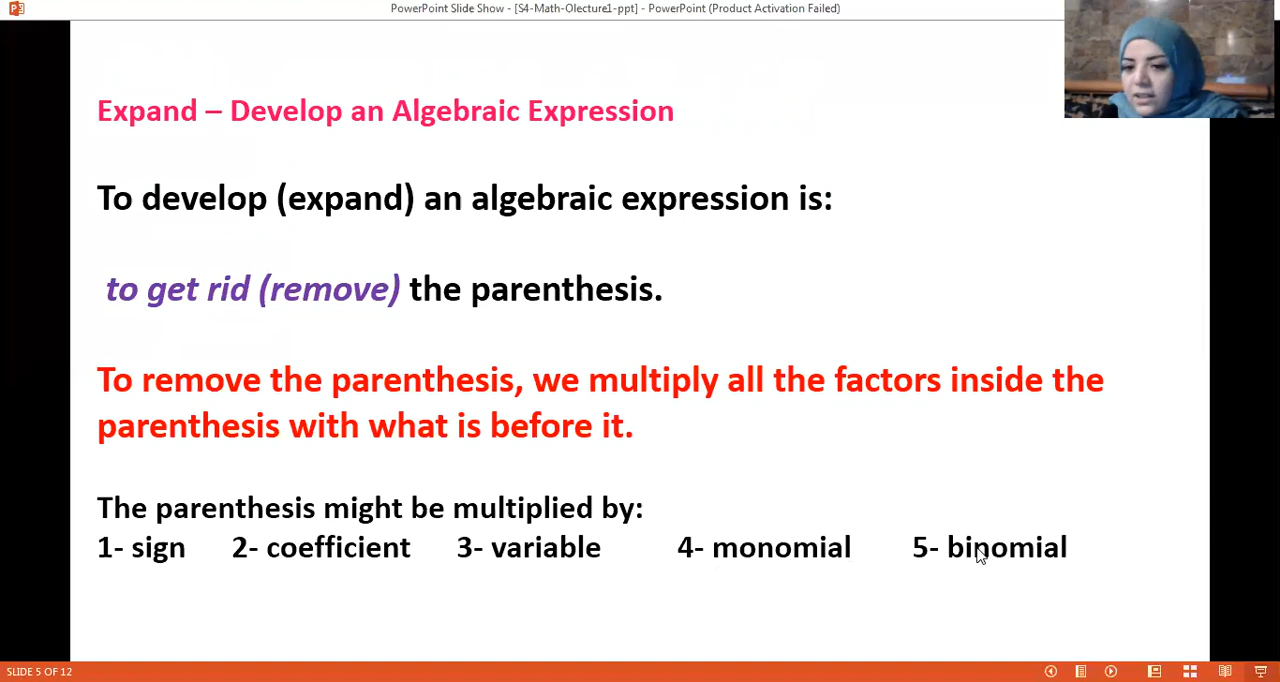 PowerPoint Slide Show - [S4-Math-Olecture1-ppt] - PowerPoint (Product Activation Failed)
Expand – Develop an Algebraic Expression
To develop (expand) an algebraic expression is:
to get rid (remove) the parenthesis.
To remove the parenthesis, we multiply all the factors inside the
parenthesis with what is before it.
The parenthesis might be multiplied by:
1- sign 2- coefficient 3- variable 4- monomial 5- binomial
SLIDE 5 OF 12